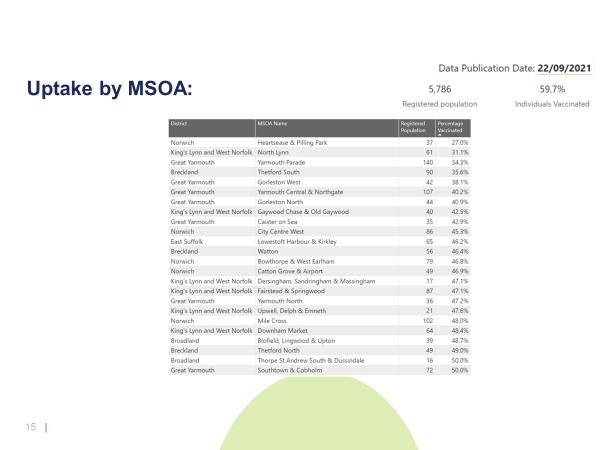 Data Publication Date: 22/09/2021
Uptake by MSOA:
5,786 59.7%
Registered population Individuals Vaccinated
District MSOA Name Registered Population Percentage Vaccinated
Norwich Heartsease & Pilling Park 37 27.0%
King's Lynn and West Norfolk North Lynn 61 31.1%
Great Yarmouth Yarmouth Parade 140 34.3%
Breckland Thetford South 90 35.6%
Great Yarmouth Gorleston West 42 38.1%
Great Yarmouth Yarmouth Central & Northgate 107 40.2%
Great Yarmouth Gorleston North 44 40.9%
King's Lynn and West Norfolk Gaywood Chase & Old Gaywood 40 42.5%
Great Yarmouth Caister on Sea 35 42.9%
Norwich City Centre West 86 45.3%
East Suffolk Lowestoft Harbour & Kirkley 65 46.2%
Breckland Watton 56 46.4%
Norwich Bowthorpe & West Earlham 79 46.8%
Norwich Catton Grove & Airport 49 46.9%
King's Lynn and West Norfolk Dersingham, Sandringham & Massingham 17 47.1%
King's Lynn and West Norfolk Fairstead & Springwood 87 47.1%
Great Yarmouth Yarmouth North 36 47.2%
King's Lynn and West Norfolk Upwell, Delph & Emneth 21 47.6%
Norwich Mile Cross 102 48.0%
King's Lynn and West Norfolk Downham Market 64 48.4%
Broadland Blofield, Lingwood & Upton 39 48.7%
Breckland Thetford North 49 49.0%
Broadland Thorpe St Andrew South & Dussindale 16 50.0%
Great Yarmouth Southtown & Cobholm 72 50.0%
15 |